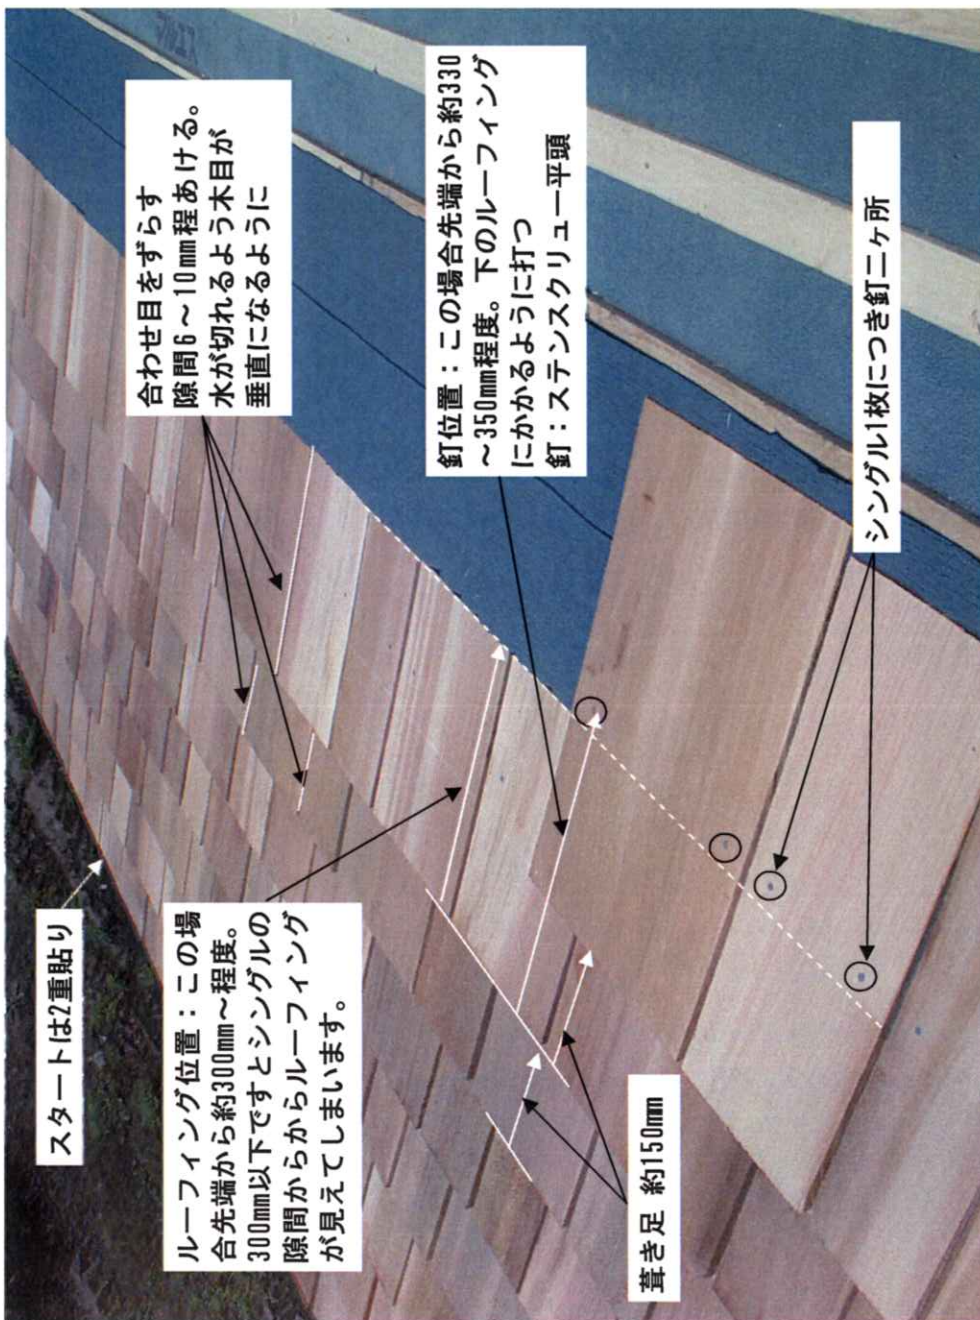 スタートは2重貼り
合わせ目をずらす
隙間6～10mm程あける。
水が切れるよう木目が
垂直になるように
ルーフィング位置：この場
合先端から約300mm～程度。
300mm以下ですとシングルの
隙間からからルーフィング
が見えてしまいます。
釘位置：この場合先端から約330
～350mm程度。下のルーフィング
にかかるように打つ
釘：ステンスクリュー平頭
葺き足 約150mm
シングル1枚につき釘二ヶ所